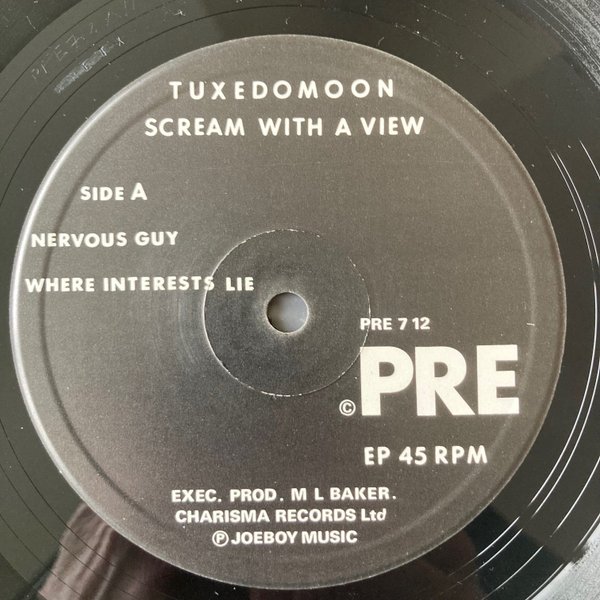 TUXEDOMOON
SCREAM WITH A VIEW
SIDE A
NERVOUS GUY
WHERE INTERESTS LIE
PRE 7 12
© PRE
EP 45 RPM
EXEC. PROD. M L BAKER.
CHARISMA RECORDS Ltd
℗ JOEBOY MUSIC